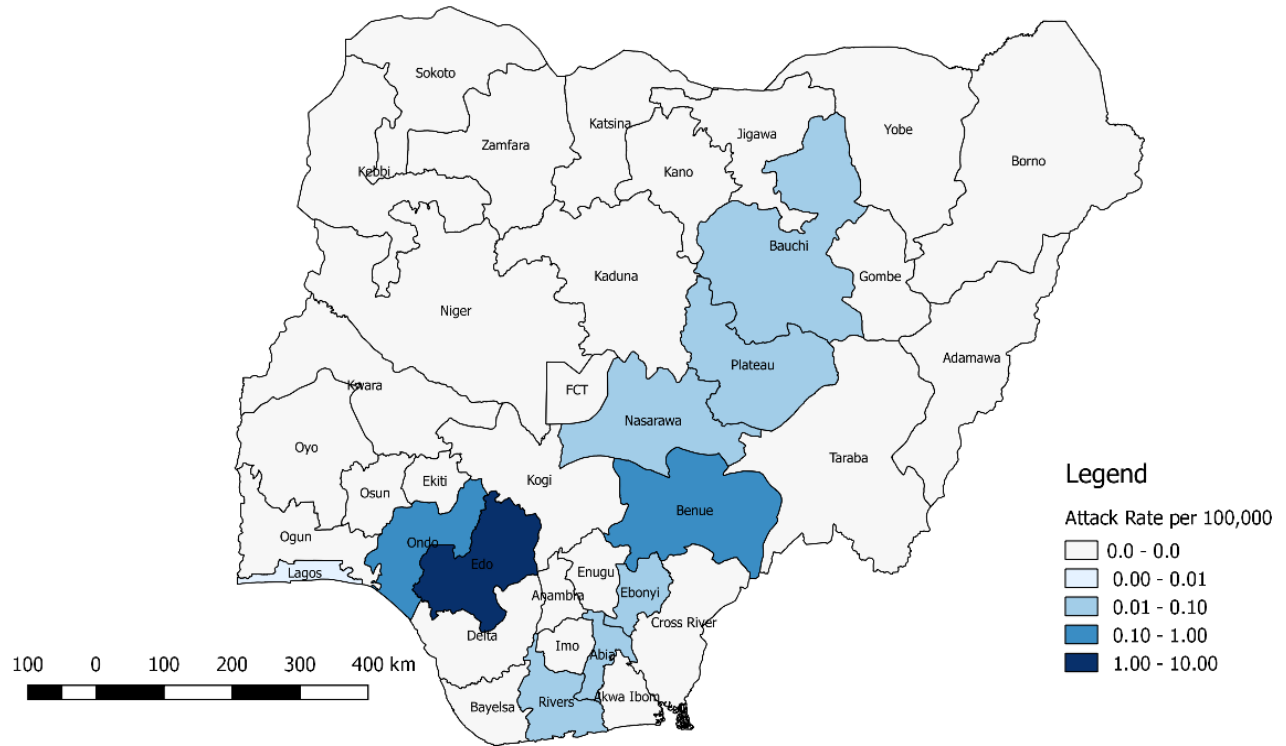 Sokoto
Katsina
Jigawa
Yobe
Zamfara
Borno
Kebbi
Kano
Bauchi
Kaduna
Gombe
Niger
Adamawa
Plateau
FCT
Kwara
Nasarawa
Oyo
Taraba
Ekiti
Kogi
Osun
Benue
Ogun
Ondo
Edo
Lagos
Enugu
Ebonyi
Anambra
Cross River
Delta
Imo
Abia
Akwa Ibom
Rivers
Bayelsa
100 0 100 200 300 400 km
Legend
Attack Rate per 100,000
0.0 - 0.0
0.00 - 0.01
0.01 - 0.10
0.10 - 1.00
1.00 - 10.00